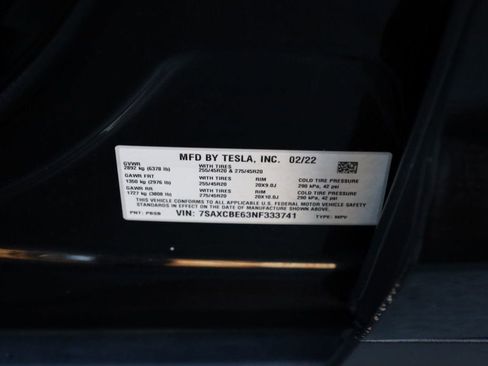 MFD BY TESLA, INC. 02/22
GVWR WITH TIRES
2892 kg (6378 lb) 255/45R20 & 275/45R20
GAWR FRT WITH TIRES RIM COLD TIRE PRESSURE
1350 kg (2976 lb) 255/45R20 20X9.0J 290 kPa, 42 psi
GAWR RR WITH TIRES RIM COLD TIRE PRESSURE
1727 kg (3808 lb) 275/45R20 20X10.0J 290 kPa, 42 psi
THIS VEHICLE CONFORMS TO ALL APPLICABLE U.S. FEDERAL MOTOR VEHICLE SAFETY
STANDARDS IN EFFECT ON THE DATE OF MANUFACTURE SHOWN ABOVE.
PNT: PBSB VIN: 7SAXCBE63NF333741 TYPE: MPV